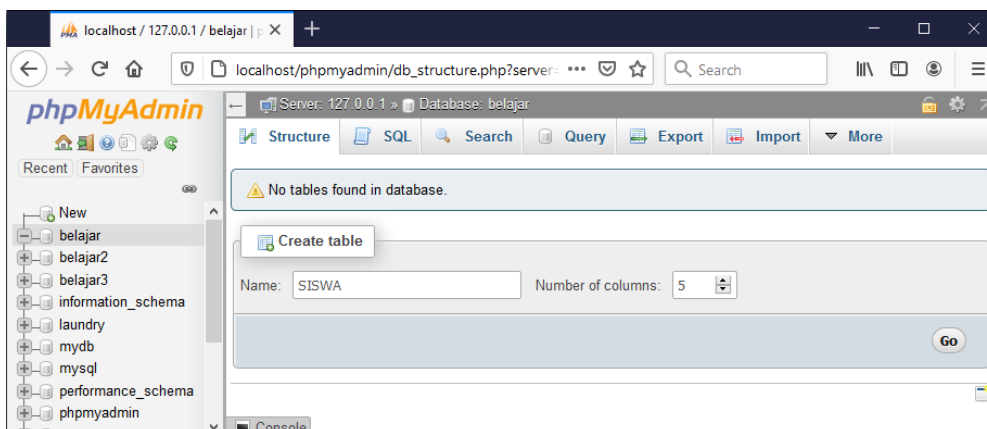 localhost / 127.0.0.1 / belajar | p
localhost/phpmyadmin/db_structure.php?server=
Search
phpMyAdmin
Server: 127.0.0.1 » Database: belajar
Structure SQL Search Query Export Import More
Recent Favorites
No tables found in database.
New
belajar
belajar2
belajar3
information_schema
laundry
mydb
mysql
performance_schema
phpmyadmin
Create table
Name: SISWA Number of columns: 5
Go
Console